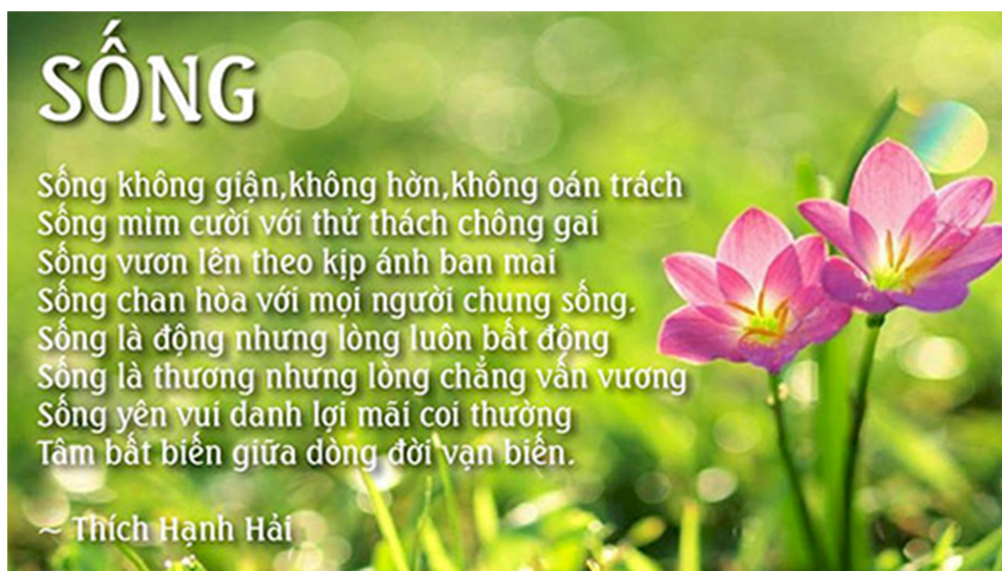 SỐNG
Sống không giận,không hờn,không oán trách
Sống mỉm cười với thử thách chông gai
Sống vươn lên theo kịp ánh ban mai
Sống chan hòa với mọi người chung sống.
Sống là động nhưng lòng luôn bất động
Sống là thương nhưng lòng chẳng vấn vương
Sống yên vui danh lợi mãi coi thường
Tâm bất biến giữa dòng đời vạn biến.
~ Thích Hạnh Hải